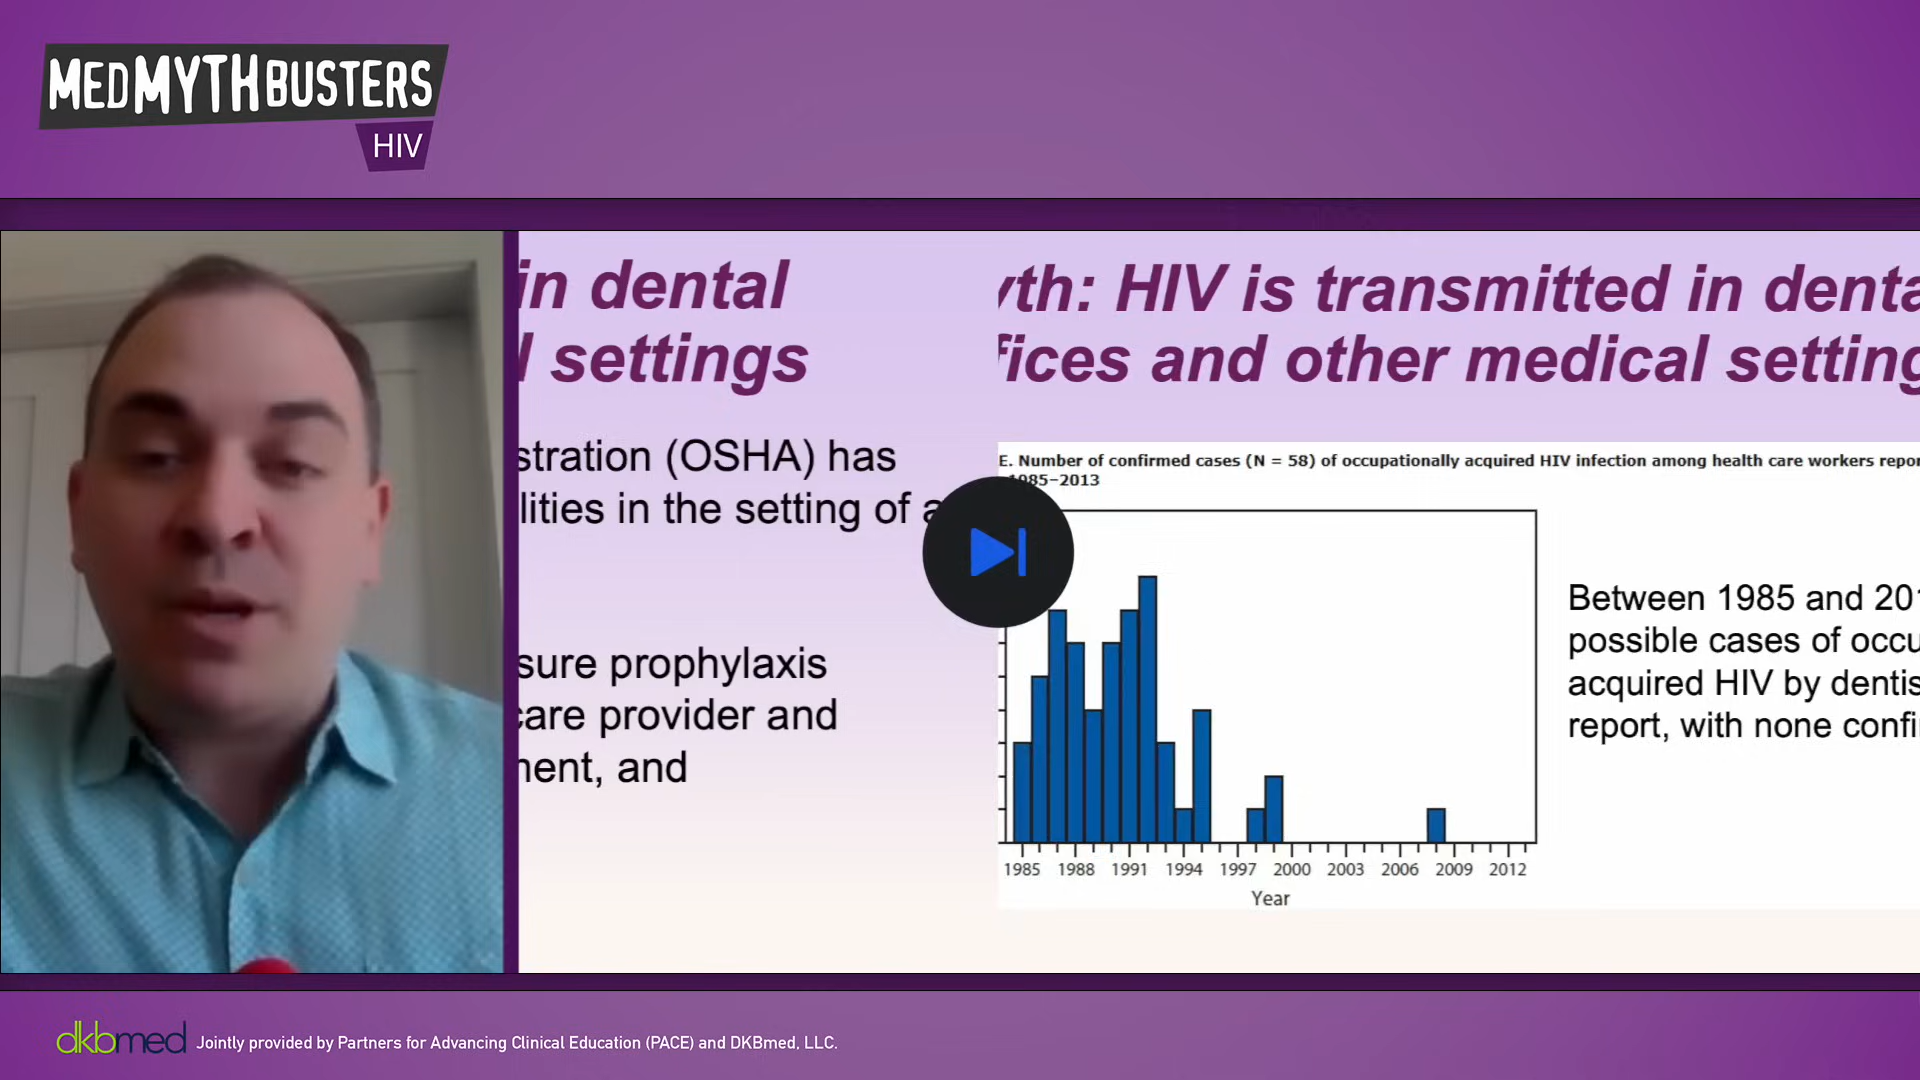 MEDMYTHBUSTERS
HIV
in dental
settings
stration (OSHA) has
lities in the setting of a
sure prophylaxis
care provider and
ment, and
yth: HIV is transmitted in denta
fices and other medical setting
E. Number of confirmed cases (N = 58) of occupationally acquired HIV infection among health care workers repor
1985–2013
1985 1988 1991 1994 1997 2000 2003 2006 2009 2012
Year
Between 1985 and 201
possible cases of occu
acquired HIV by dentis
report, with none confi
dkbmed Jointly provided by Partners for Advancing Clinical Education (PACE) and DKBmed, LLC.